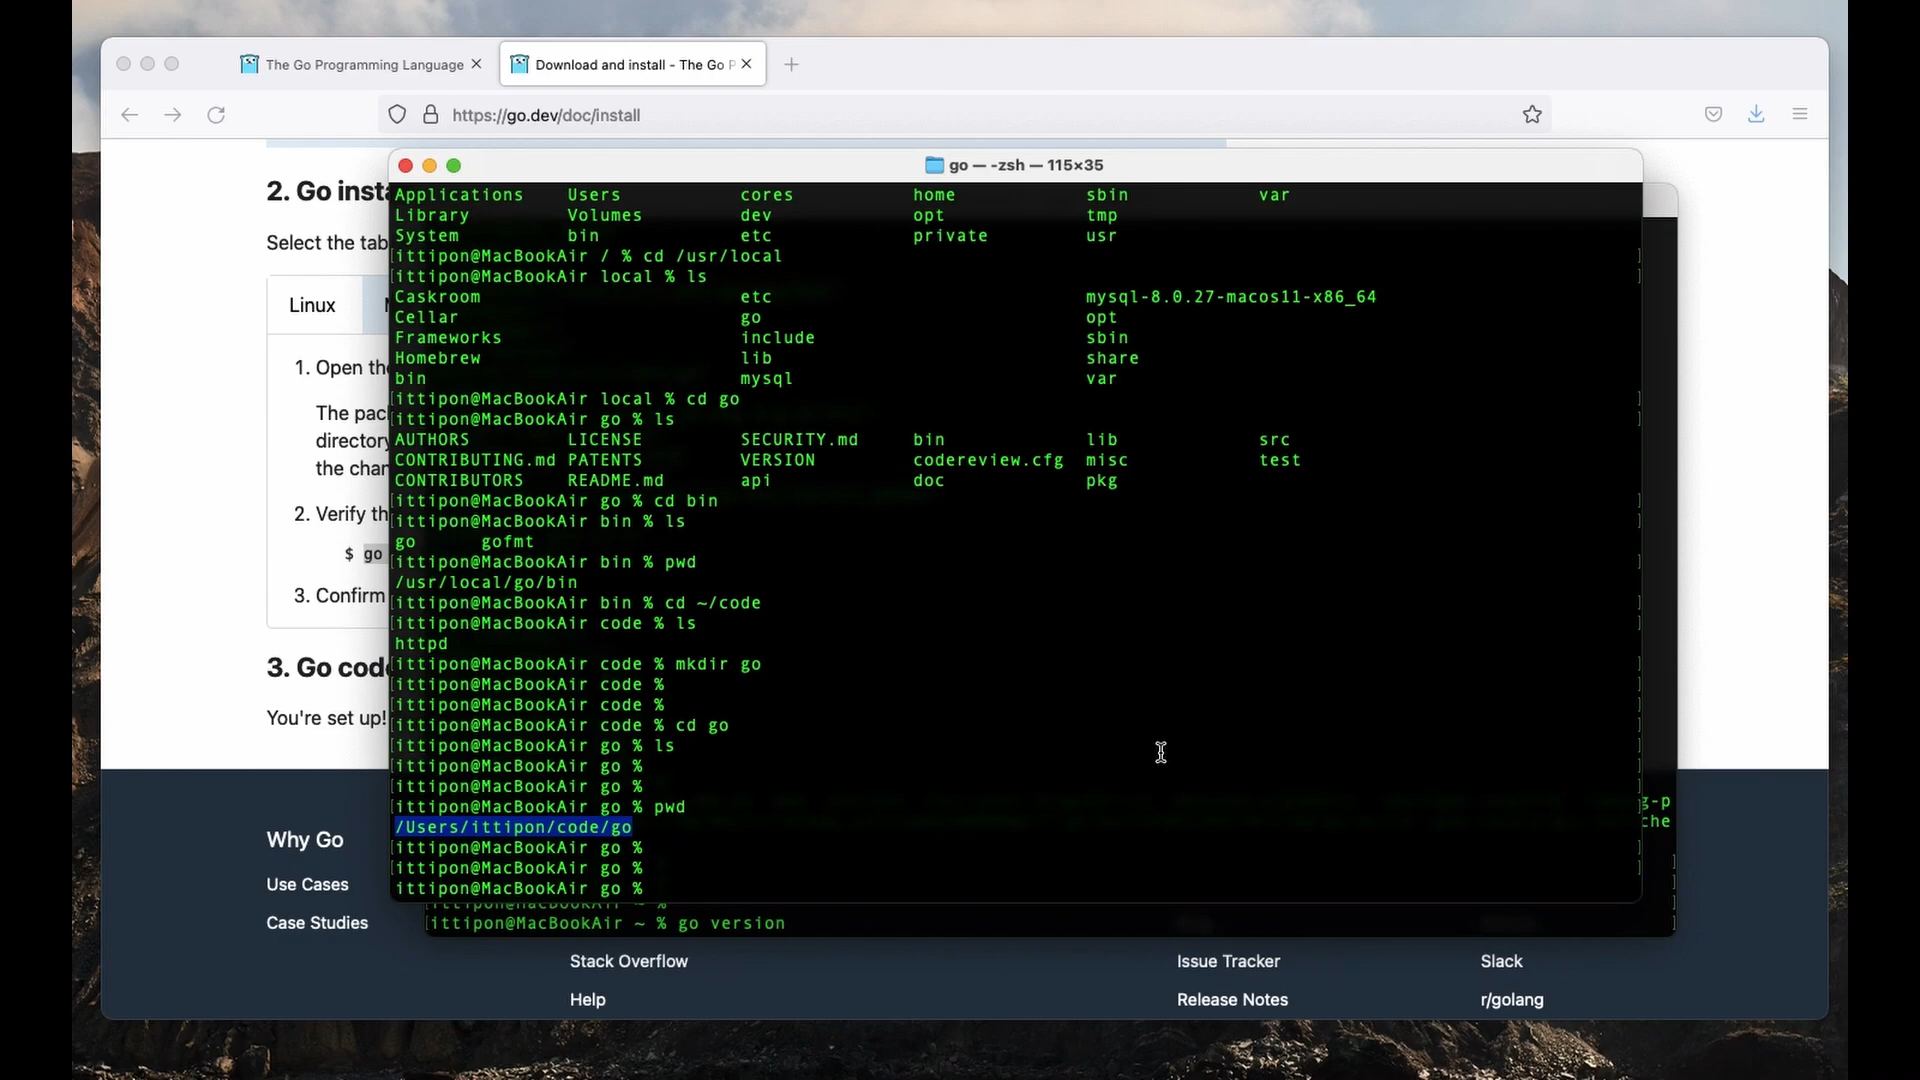 The Go Programming Language
Download and install - The Go P
https://go.dev/doc/install
2. Go inst
Select the tab
Linux
1. Open the
The pac
directory
the chan
2. Verify th
$ go
3. Confirm
3. Go code
You're set up!
go — -zsh — 115×35
Applications Users cores home sbin var
Library Volumes dev opt tmp
System bin etc private usr
[ittipon@MacBookAir / % cd /usr/local ]
[ittipon@MacBookAir local % ls ]
Caskroom etc mysql-8.0.27-macos11-x86_64
Cellar go opt
Frameworks include sbin
Homebrew lib share
bin mysql var
[ittipon@MacBookAir local % cd go ]
[ittipon@MacBookAir go % ls ]
AUTHORS LICENSE SECURITY.md bin lib src
CONTRIBUTING.md PATENTS VERSION codereview.cfg misc test
CONTRIBUTORS README.md api doc pkg
[ittipon@MacBookAir go % cd bin ]
[ittipon@MacBookAir bin % ls ]
go gofmt
[ittipon@MacBookAir bin % pwd ]
/usr/local/go/bin
[ittipon@MacBookAir bin % cd ~/code ]
[ittipon@MacBookAir code % ls ]
httpd
[ittipon@MacBookAir code % mkdir go ]
[ittipon@MacBookAir code % ]
[ittipon@MacBookAir code % ]
[ittipon@MacBookAir code % cd go ]
[ittipon@MacBookAir go % ls ]
[ittipon@MacBookAir go % ]
[ittipon@MacBookAir go % ]
[ittipon@MacBookAir go % pwd ]
/Users/ittipon/code/go
[ittipon@MacBookAir go % ]
[ittipon@MacBookAir go % ]
ittipon@MacBookAir go %
[ittipon@MacBookAir ~ % go version ]
g-p
che
Why Go
Use Cases
Case Studies
Stack Overflow
Help
Issue Tracker
Release Notes
Slack
r/golang